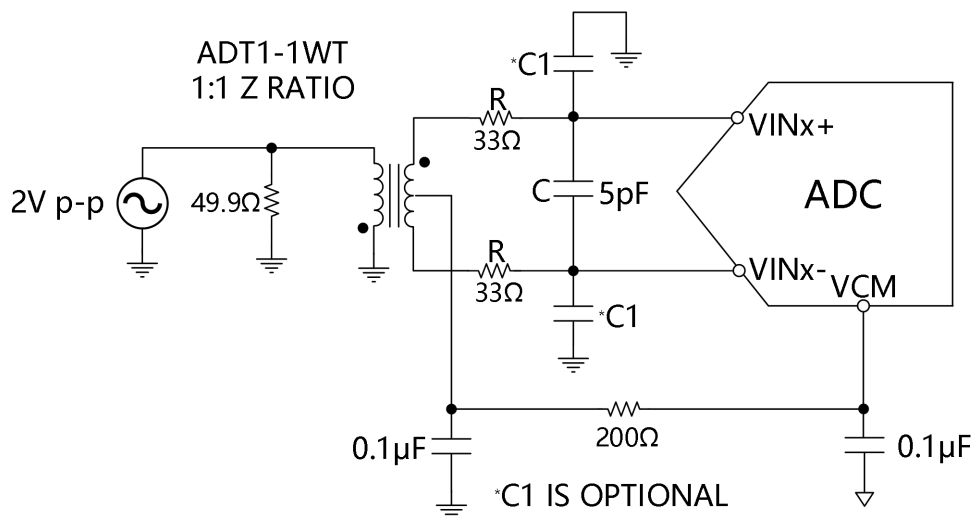 ADT1-1WT
1:1 Z RATIO
*C1
R
33Ω
VINx+
2V p-p
49.9Ω
C
5pF
ADC
R
33Ω
VINx-
VCM
*C1
200Ω
0.1μF
0.1μF
*C1 IS OPTIONAL